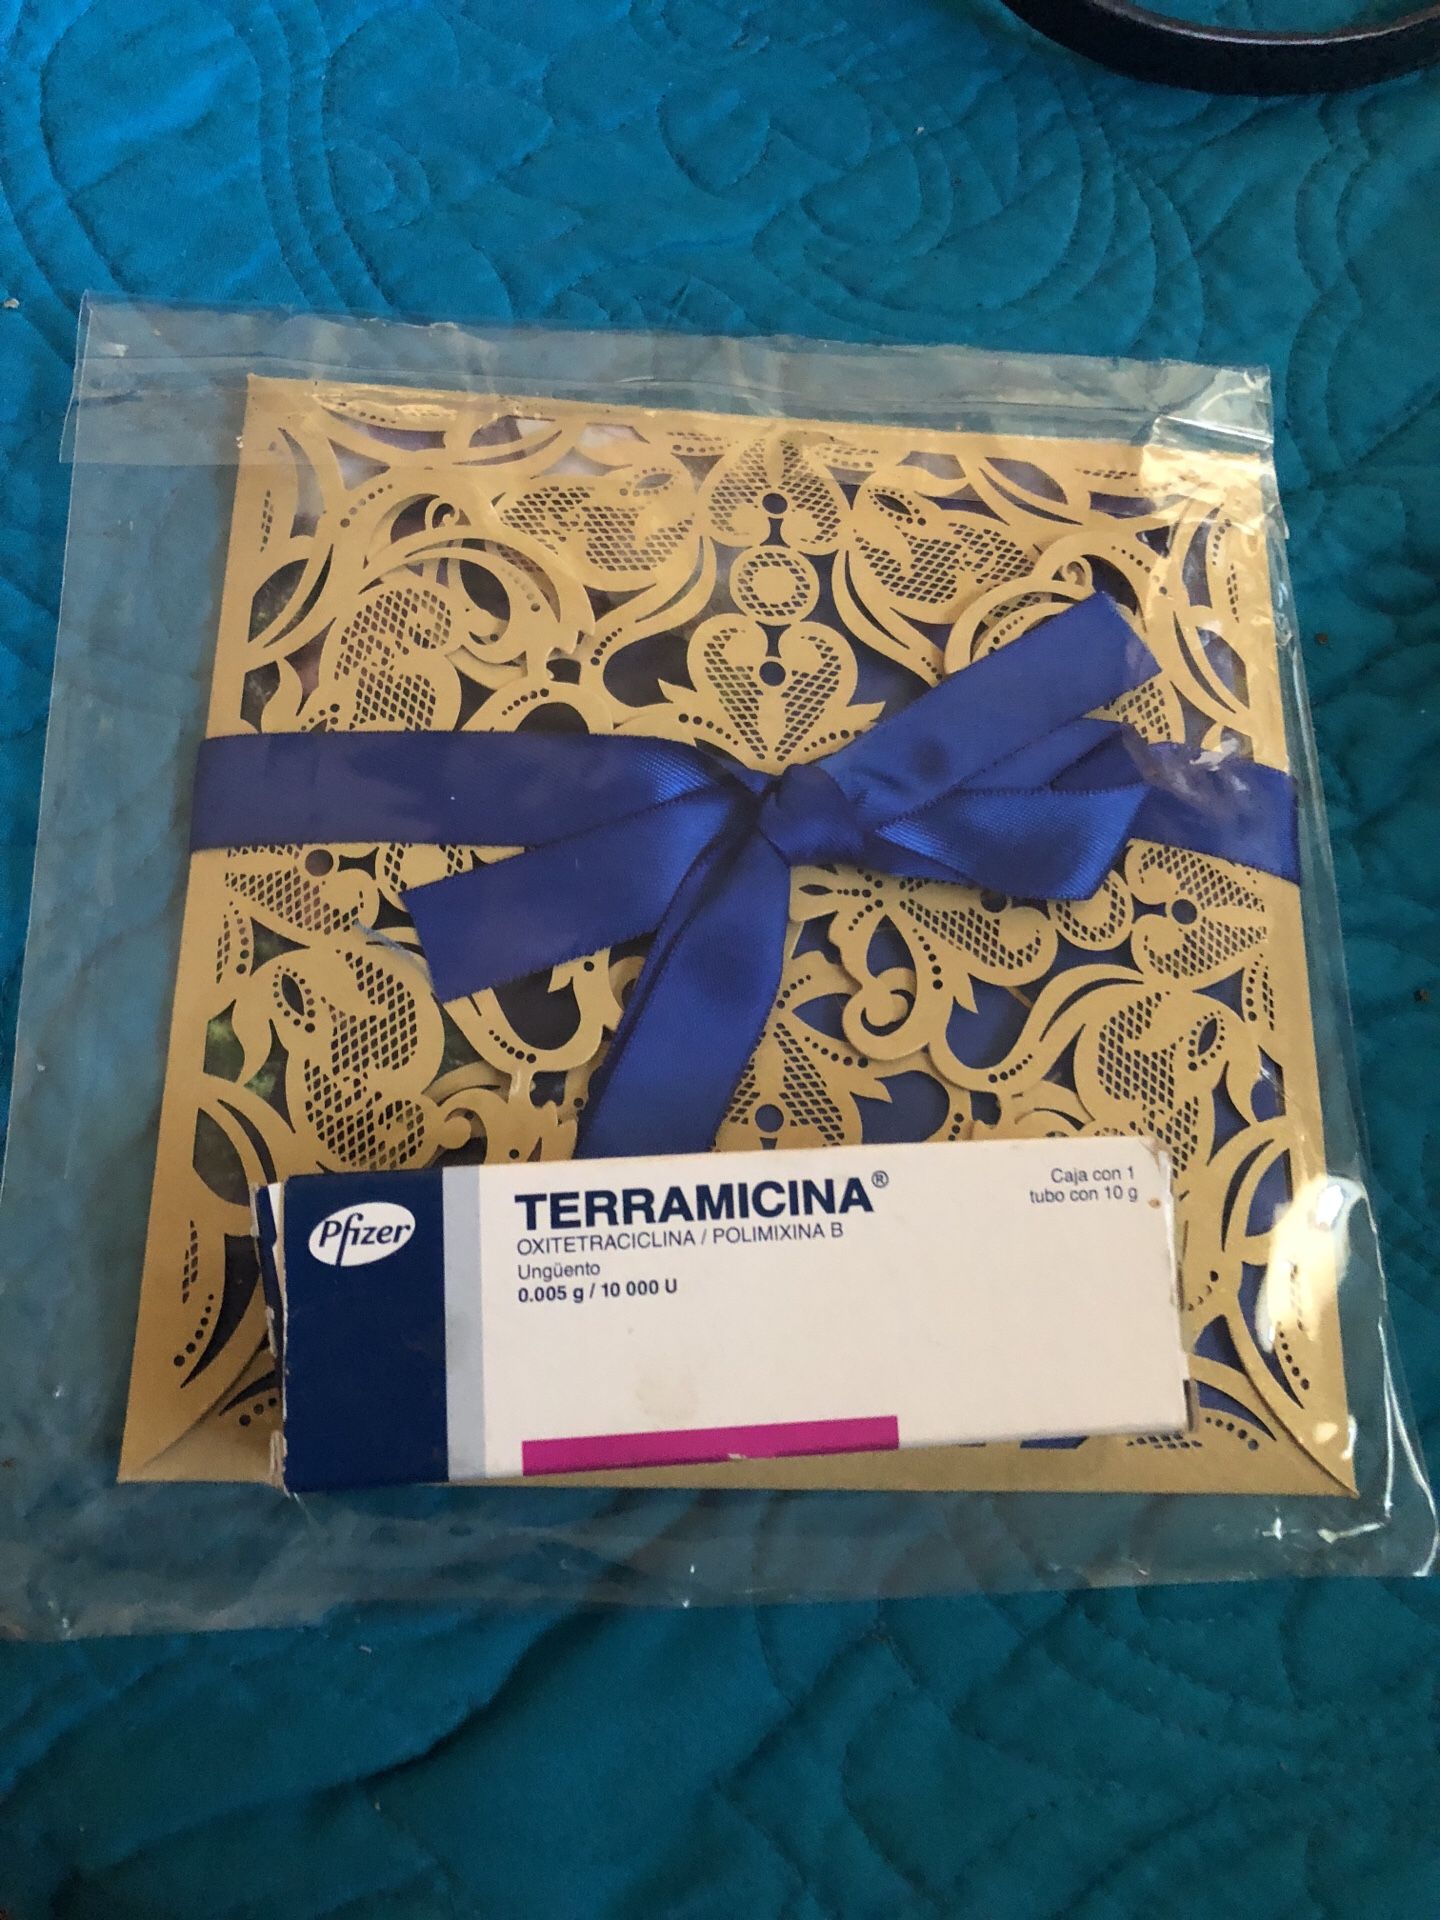 Pfizer
TERRAMICINA®
OXITETRACICLINA / POLIMIXINA B
Ungüento
0.005 g / 10 000 U
Caja con 1
tubo con 10 g